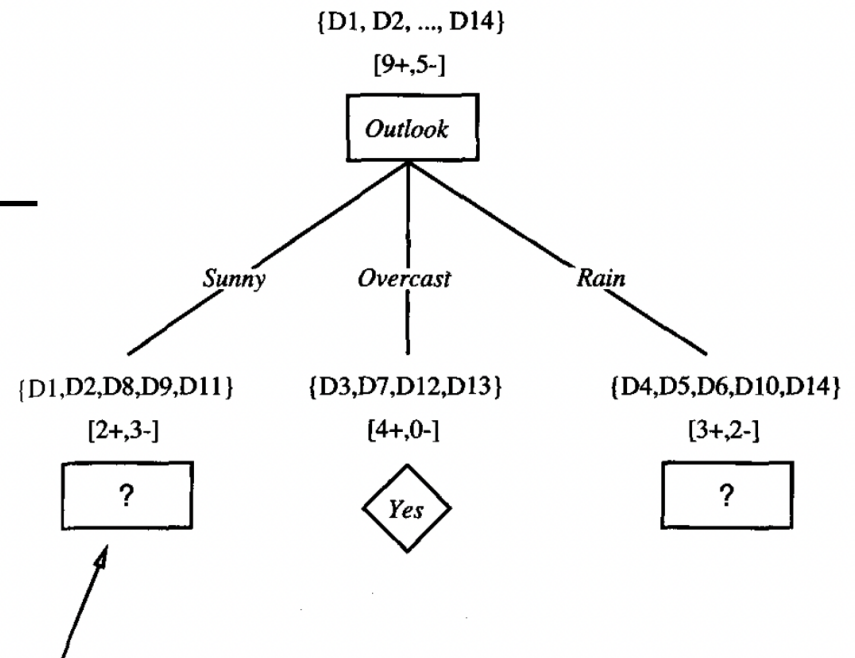 {D1, D2, ..., D14}
[9+,5-]
Outlook
Sunny Overcast Rain
{D1,D2,D8,D9,D11} {D3,D7,D12,D13} {D4,D5,D6,D10,D14}
[2+,3-] [4+,0-] [3+,2-]
? Yes ?